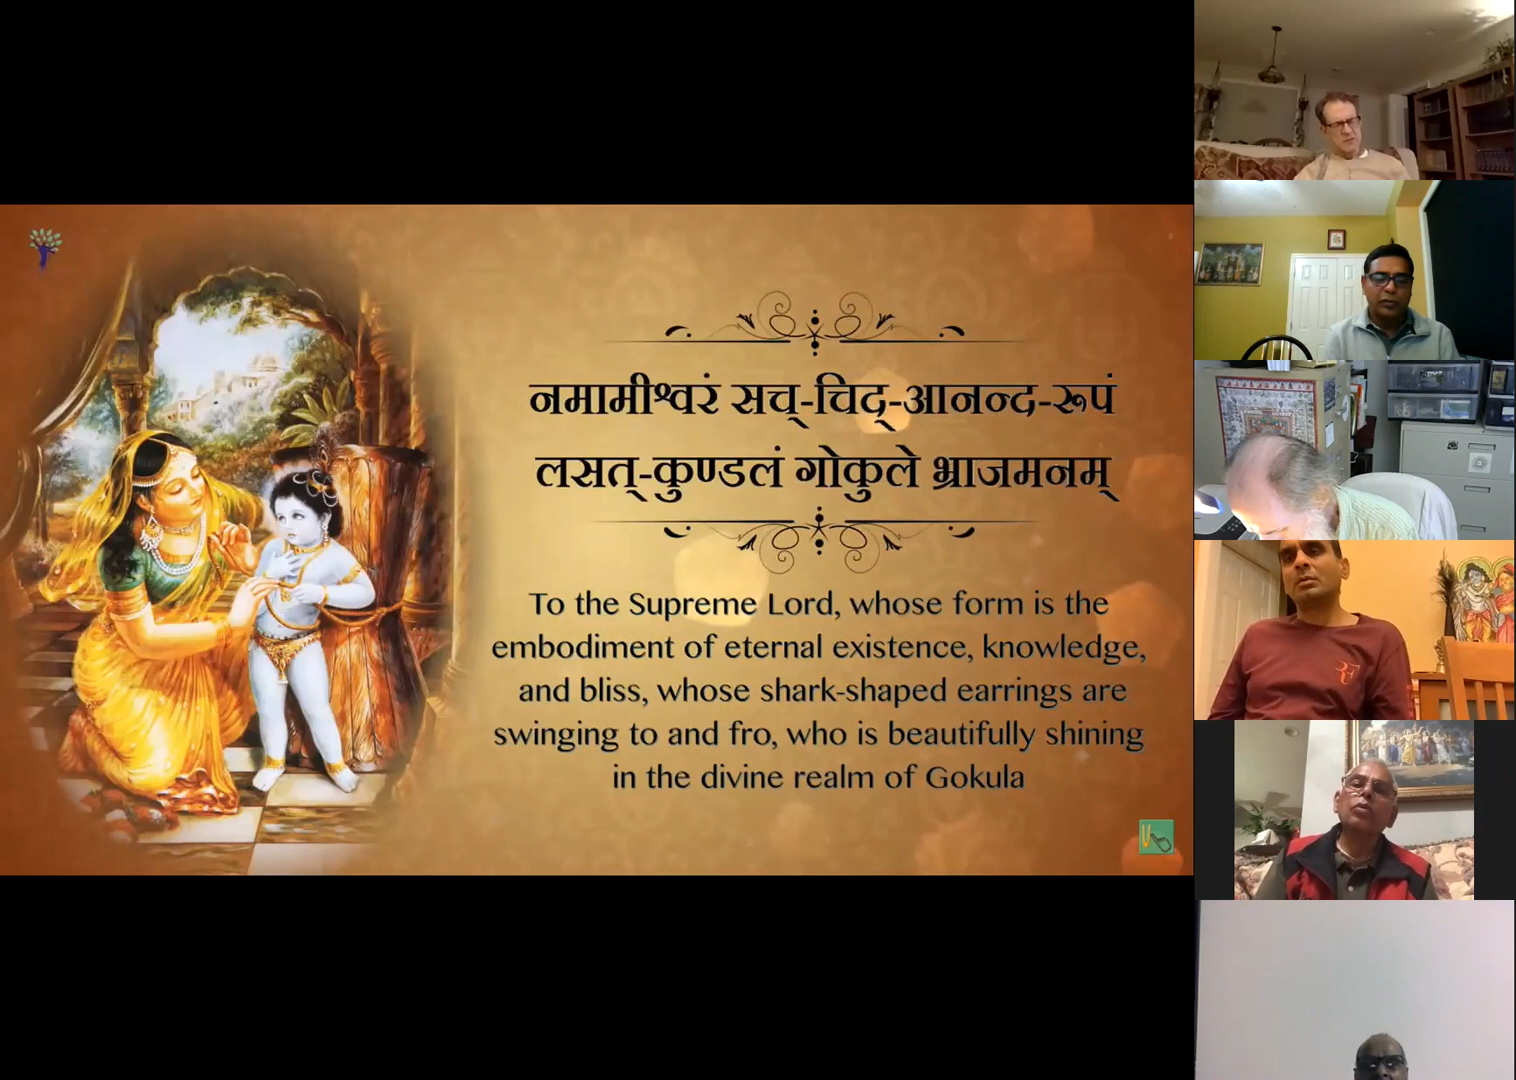 नमामीश्वरं सच्-चिद्-आनन्द-रूपं
लसत्-कुण्डलं गोकुले भ्राजमनम्
To the Supreme Lord, whose form is the
embodiment of eternal existence, knowledge,
and bliss, whose shark-shaped earrings are
swinging to and fro, who is beautifully shining
in the divine realm of Gokula